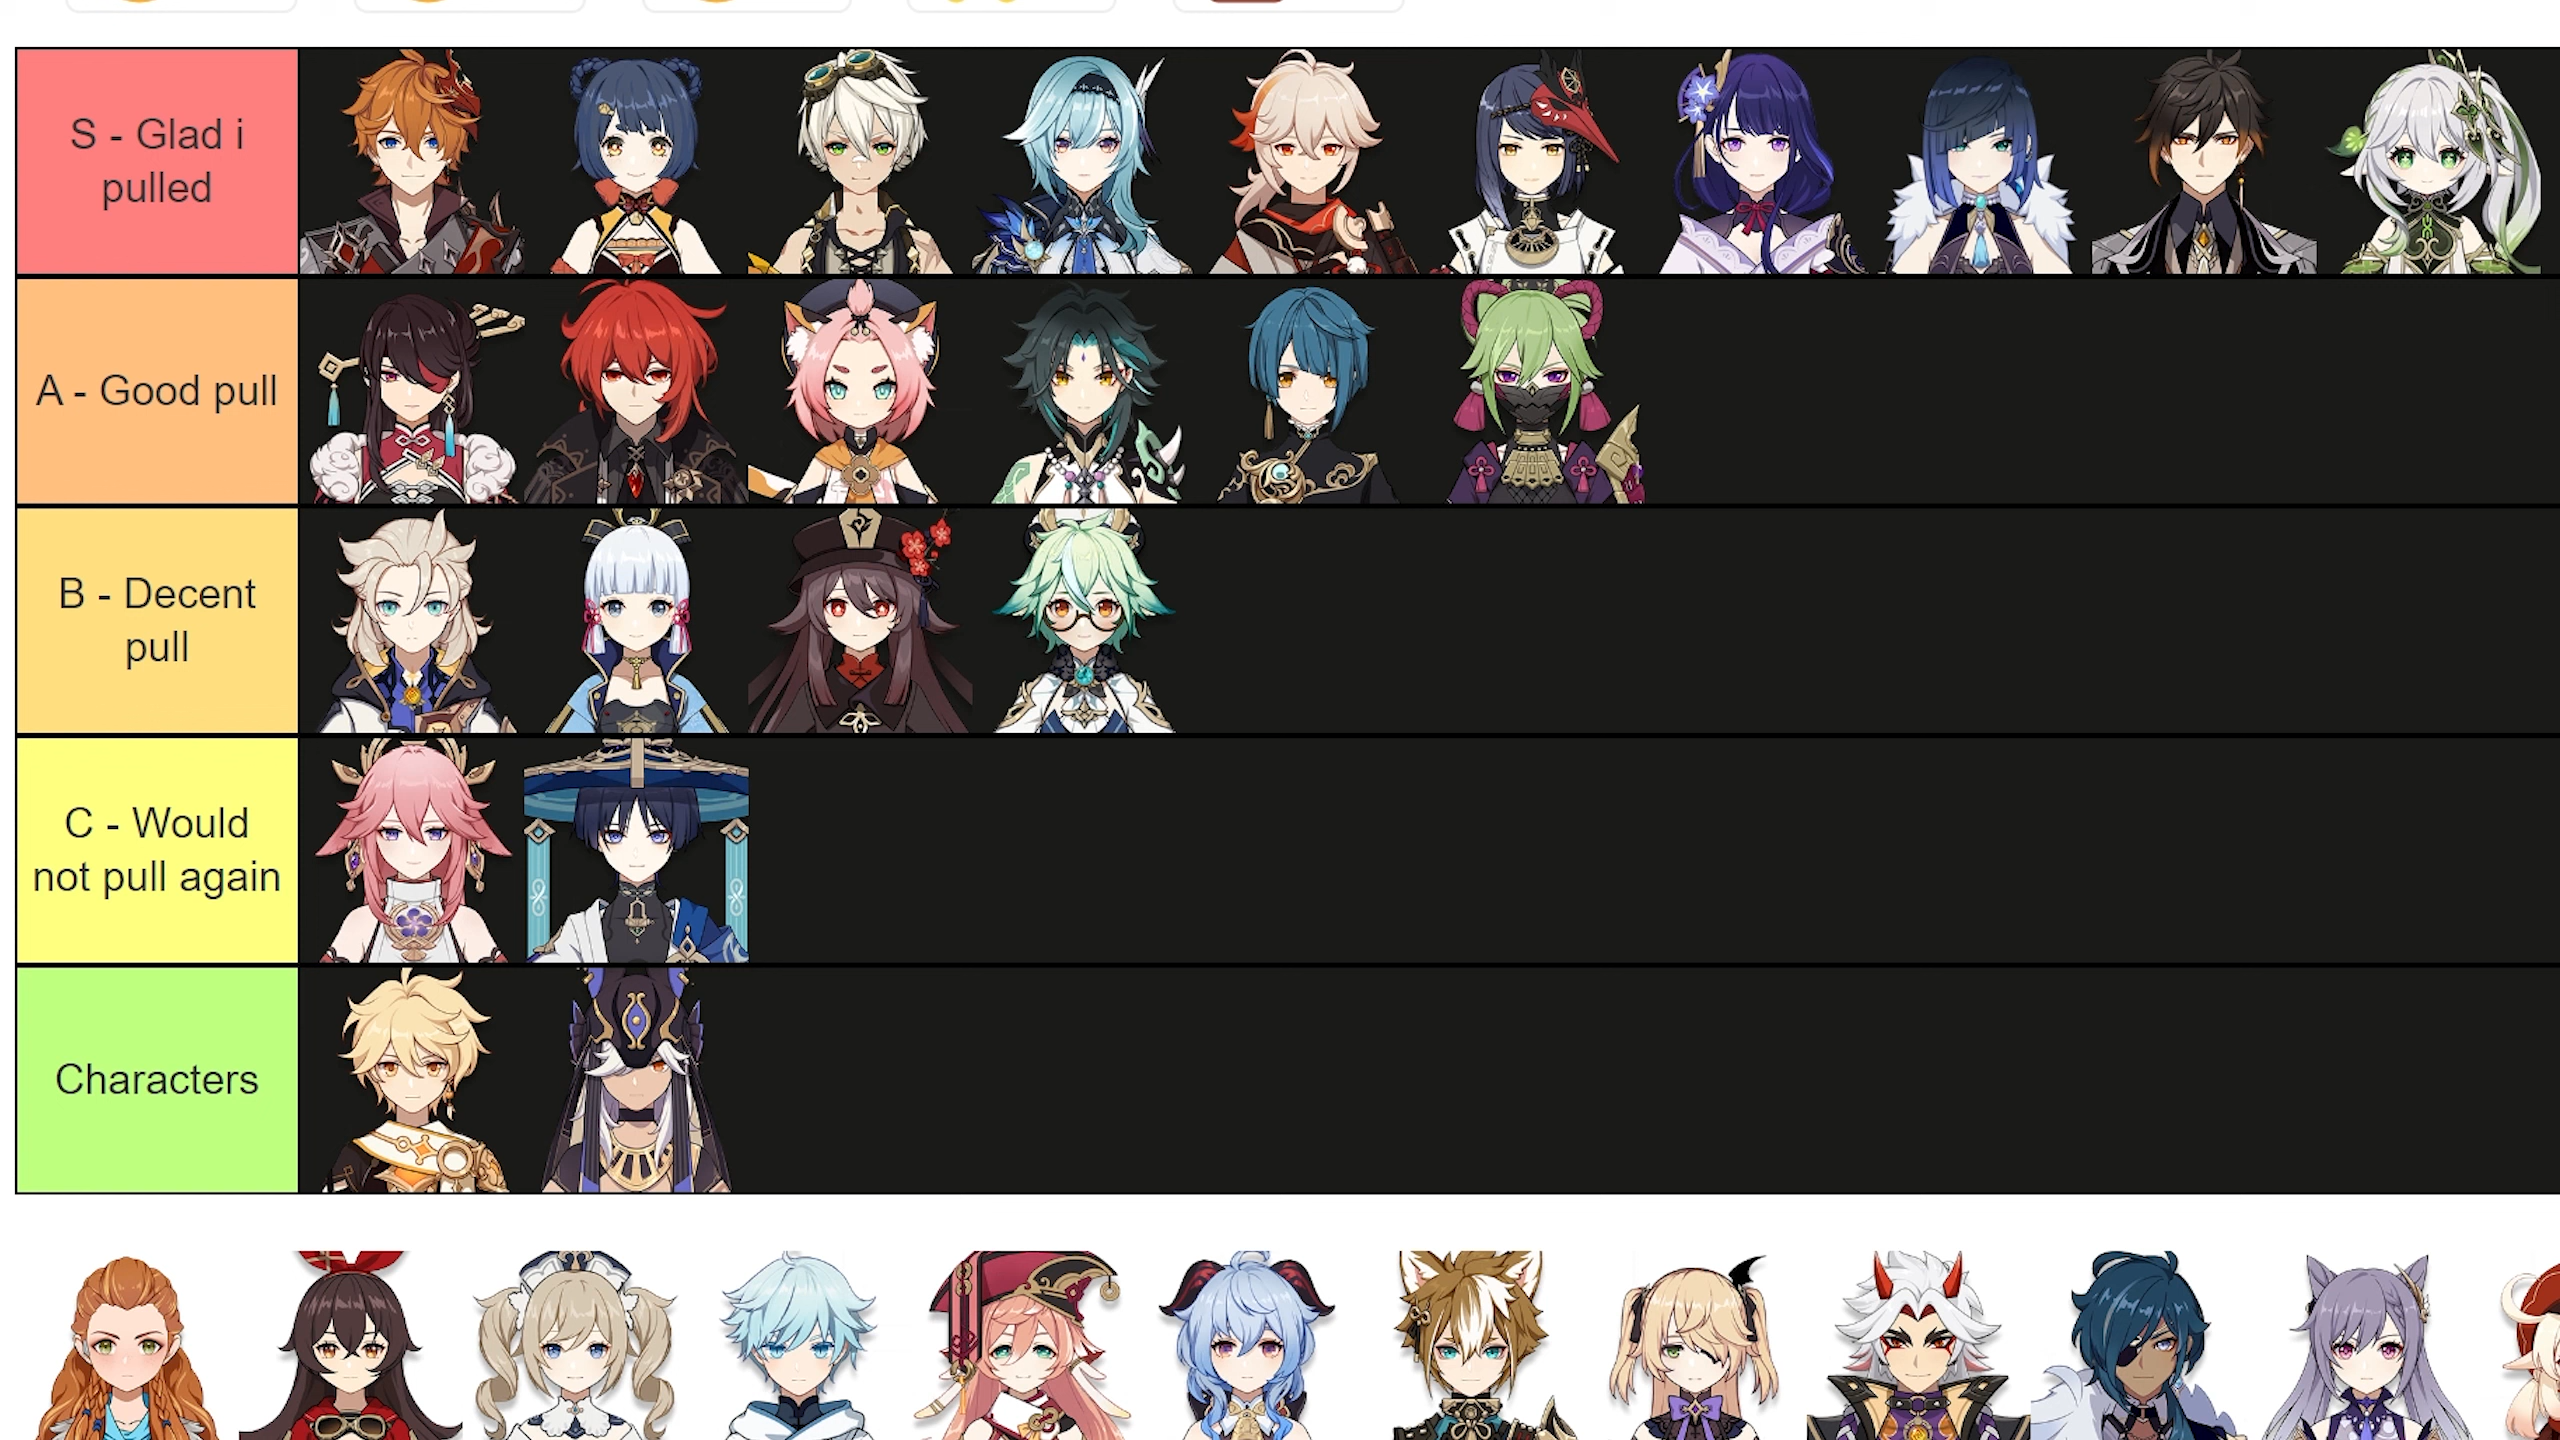 S - Glad i
pulled
A - Good pull
B - Decent
pull
C - Would
not pull again
Characters